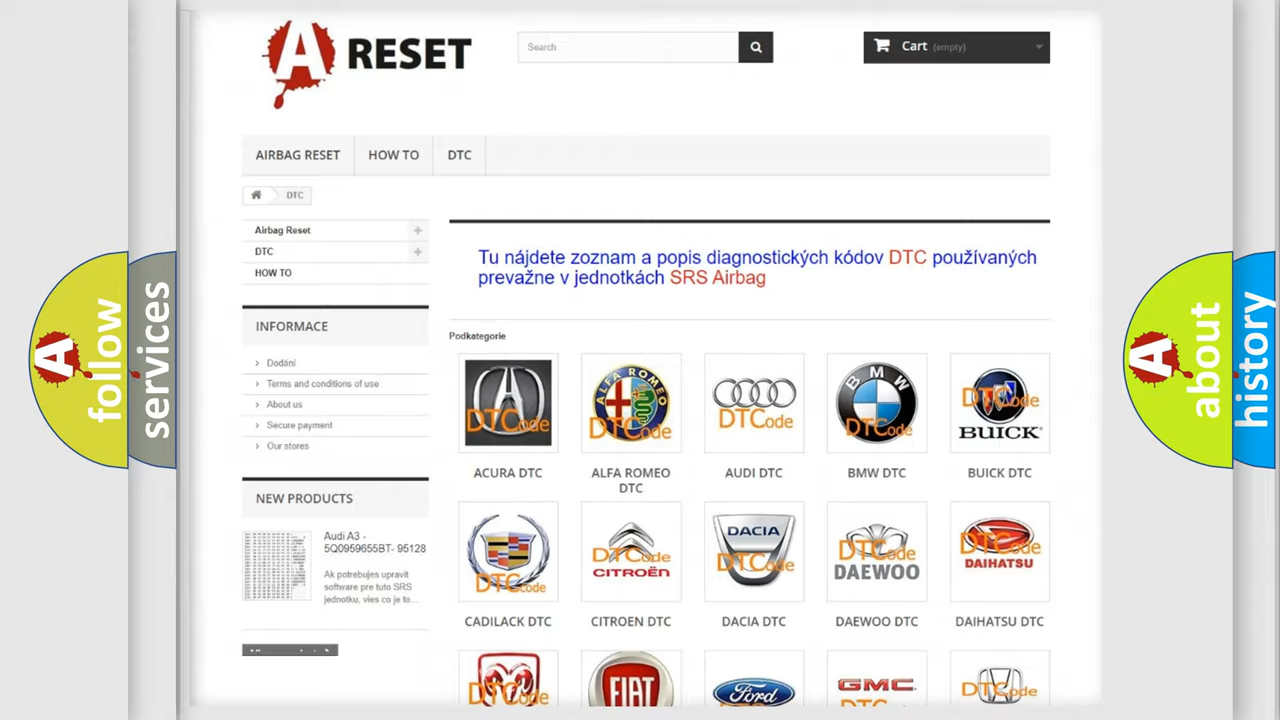 A RESET
Search
Cart (empty)
AIRBAG RESET
HOW TO
DTC
DTC
Airbag Reset
DTC
HOW TO
INFORMACE
Dodání
Terms and conditions of use
About us
Secure payment
Our stores
NEW PRODUCTS
Audi A3 -
5Q0959655BT- 95128
Ak potrebujes upravit
software pre tuto SRS
jednotku, vies co je to...
Tu nájdete zoznam a popis diagnostických kódov DTC používaných
prevažne v jednotkách SRS Airbag
Podkategorie
DTCode
ALFA ROMEO
DTCode
DTCode
BMW
DTCode
DTCode
BUICK
ACURA DTC
ALFA ROMEO
DTC
AUDI DTC
BMW DTC
BUICK DTC
DTCode
DTCode
CITROËN
DACIA
DTCode
DTCode
DAEWOO
DTCode
DAIHATSU
CADILACK DTC
CITROEN DTC
DACIA DTC
DAEWOO DTC
DAIHATSU DTC
DTCode
FIAT
Ford
GMC
DTCode
A follow
services
A about
history